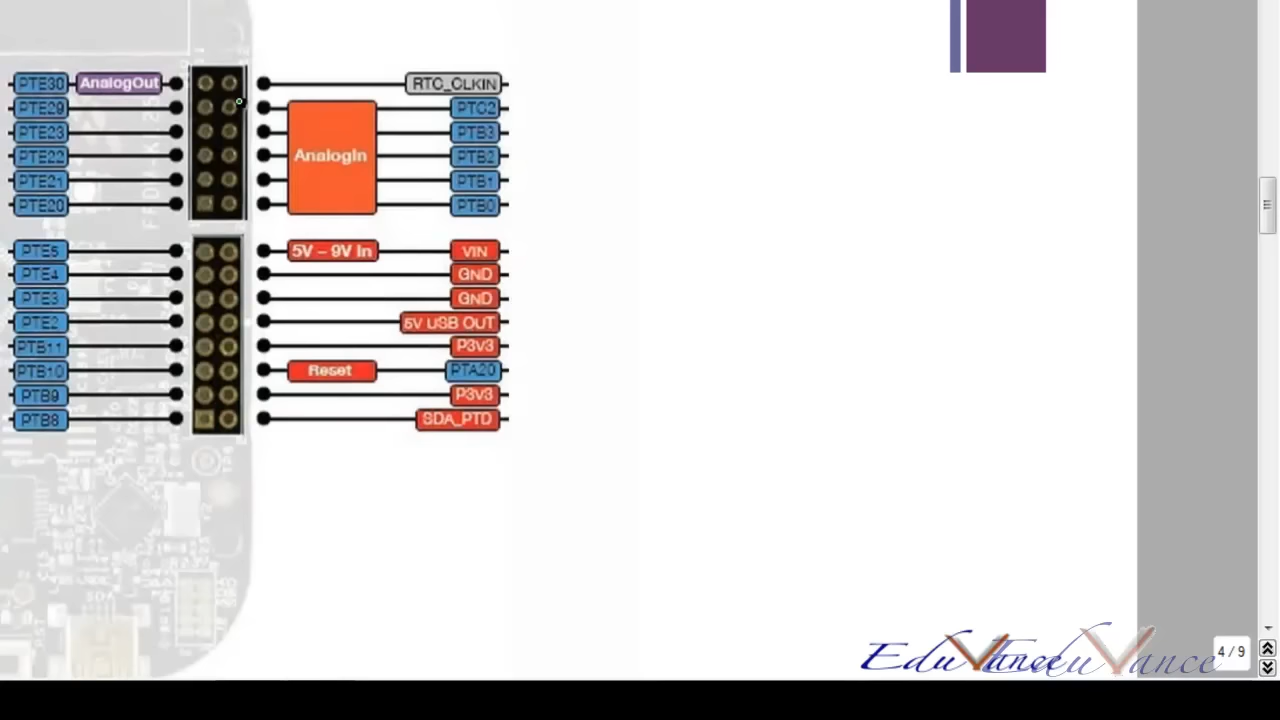 PTE30 AnalogOut RTC_CLKIN
PTE29 PTC2
PTE23 PTB3
PTE22 AnalogIn PTB2
PTE21 PTB1
PTE20 PTB0
PTE5 5V – 9V In VIN
PTE4 GND
PTE3 GND
PTE2 5V USB OUT
PTB11 P3V3
PTB10 Reset PTA20
PTB9 P3V3
PTB8 SDA_PTD
EduVance EduVance
4 / 9